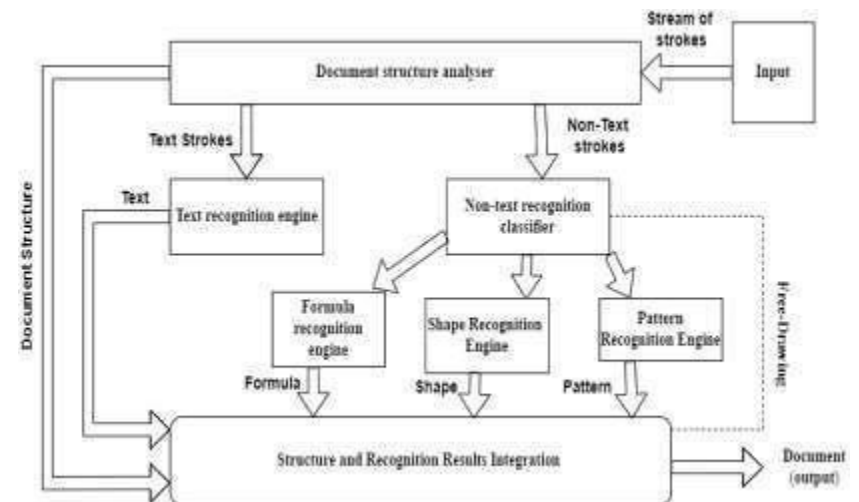 Stream of
strokes
Input
Document structure analyser
Text Strokes
Non-Text
strokes
Document Structure
Text
Text recognition engine
Non-text recognition
classifier
Formula
recognition
engine
Shape Recognition
Engine
Pattern
Recognition Engine
Free-Drawing
Formula
Shape
Pattern
Structure and Recognition Results Integration
Document
(output)